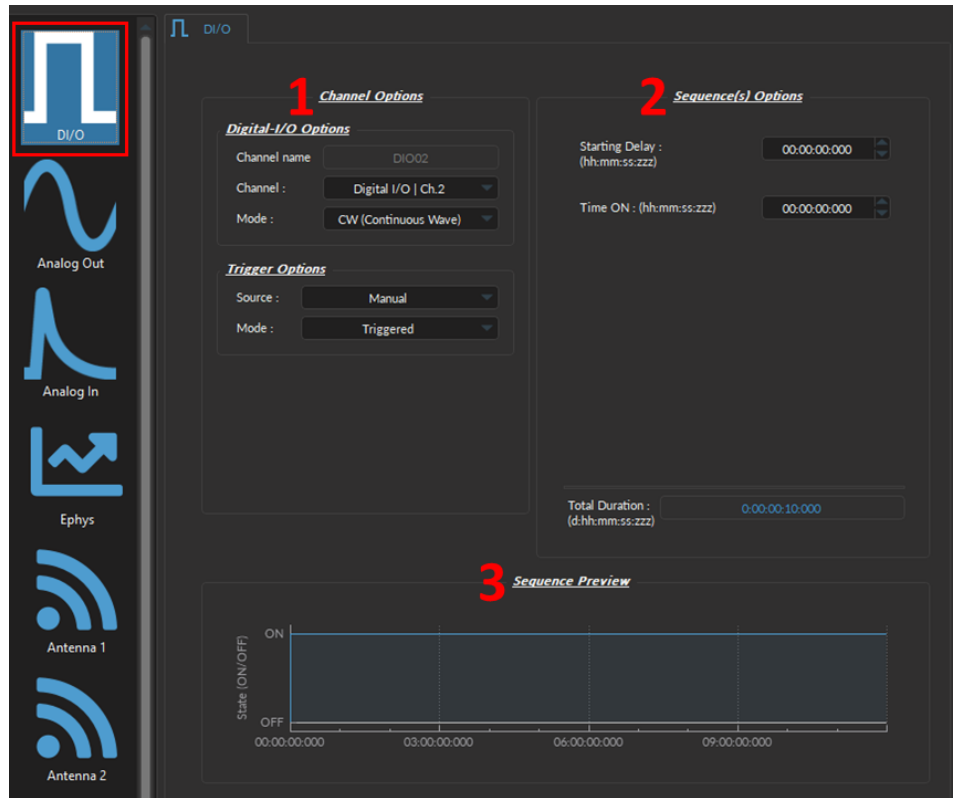 DI/O
DI/O
Analog Out
Analog In
Ephys
Antenna 1
Antenna 2
1
Channel Options
Digital-I/O Options
Channel name DIO02
Channel : Digital I/O | Ch.2
Mode : CW (Continuous Wave)
Trigger Options
Source : Manual
Mode : Triggered
2
Sequence(s) Options
Starting Delay : 00:00:00:000
(hh:mm:ss:zzz)
Time ON : (hh:mm:ss:zzz) 00:00:00:000
Total Duration : 0:00:00:10:000
(d:hh:mm:ss:zzz)
3
Sequence Preview
State (ON/OFF)
ON
OFF
00:00:00:000 03:00:00:000 06:00:00:000 09:00:00:000